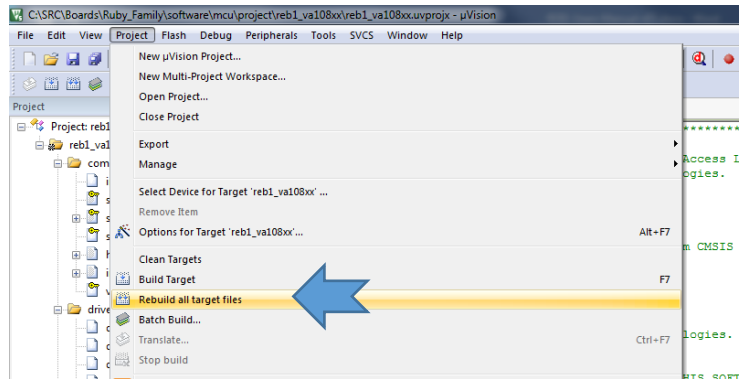 C:\SRC\Boards\Ruby_Family\software\mcu\project\reb1_va108xx\reb1_va108xx.uvprojx - µVision
File Edit View Project Flash Debug Peripherals Tools SVCS Window Help
New µVision Project...
New Multi-Project Workspace...
Open Project...
Close Project
Export
Manage
Select Device for Target 'reb1_va108xx' ...
Remove Item
Options for Target 'reb1_va108xx'... Alt+F7
Clean Targets
Build Target F7
Rebuild all target files
Batch Build...
Translate... Ctrl+F7
Stop build
Project
Project: reb1
reb1_va1
com
drive
Access
ogies.
m CMSIS
logies.
HIS SOFT